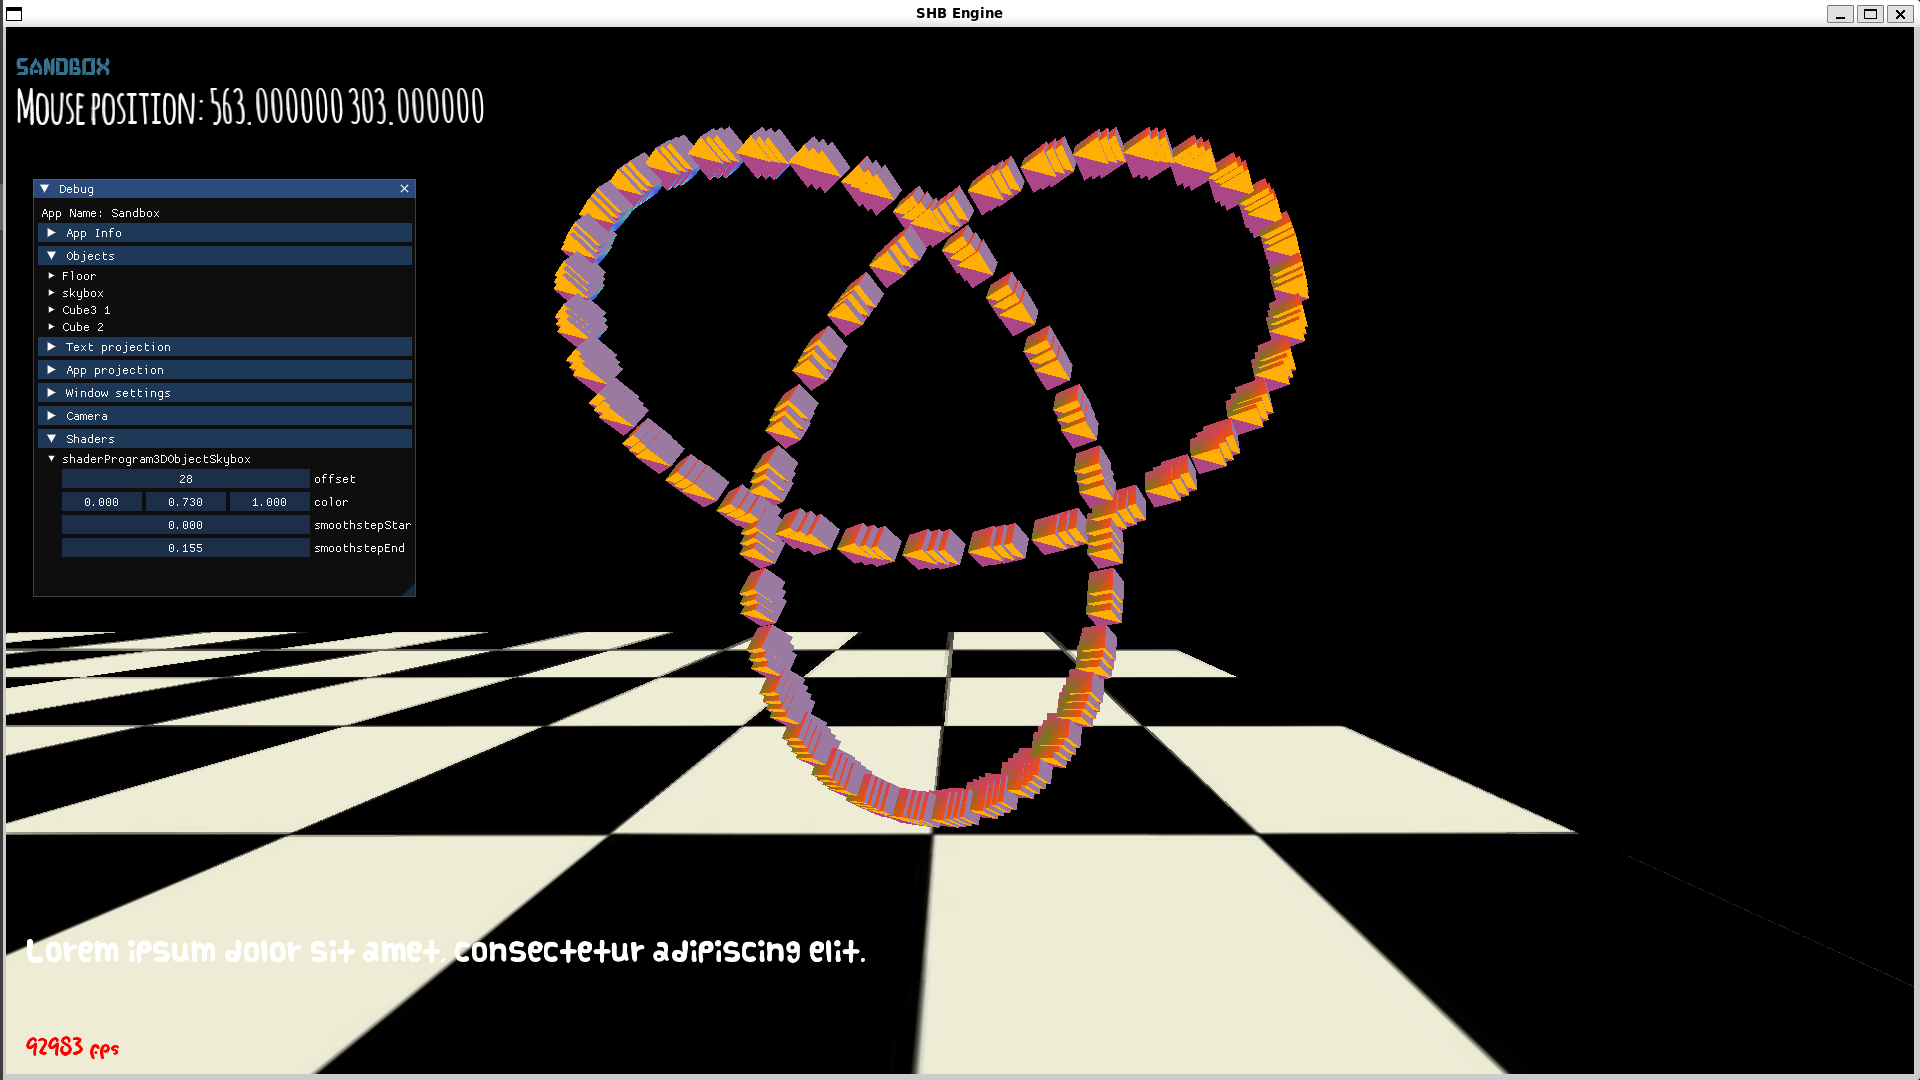 SHB Engine
SANDBOX
Mouse position: 563.000000 303.000000
Debug
App Name: Sandbox
App Info
Objects
Floor
skybox
Cube3 1
Cube 2
Text projection
App projection
Window settings
Camera
Shaders
shaderProgram3DObjectSkybox
28 offset
0.000 0.730 1.000 color
0.000 smoothstepStar
0.155 smoothstepEnd
Lorem ipsum dolor sit amet, consectetur adipiscing elit.
92983 fps